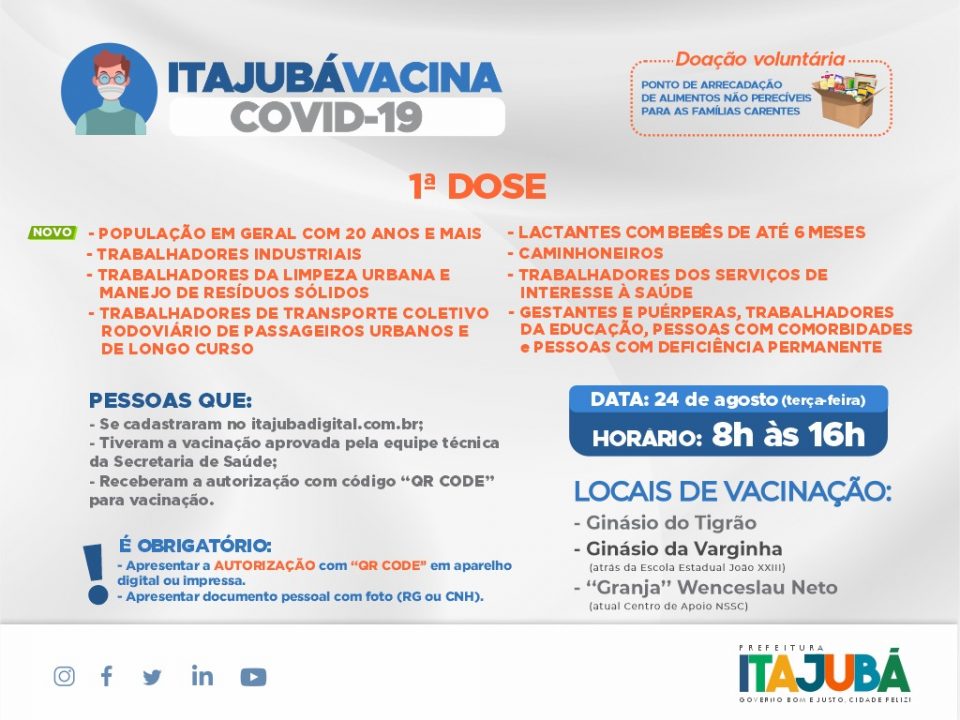 ITAJUBÁVACINA
COVID-19
Doação voluntária
PONTO DE ARRECADAÇÃO
DE ALIMENTOS NÃO PERECÍVEIS
PARA AS FAMÍLIAS CARENTES
1ª DOSE
NOVO
- POPULAÇÃO EM GERAL COM 20 ANOS E MAIS
- TRABALHADORES INDUSTRIAIS
- TRABALHADORES DA LIMPEZA URBANA E
MANEJO DE RESÍDUOS SÓLIDOS
- TRABALHADORES DE TRANSPORTE COLETIVO
RODOVIÁRIO DE PASSAGEIROS URBANOS E
DE LONGO CURSO
- LACTANTES COM BEBÊS DE ATÉ 6 MESES
- CAMINHONEIROS
- TRABALHADORES DOS SERVIÇOS DE
INTERESSE À SAÚDE
- GESTANTES E PUÉRPERAS, TRABALHADORES
DA EDUCAÇÃO, PESSOAS COM COMORBIDADES
e PESSOAS COM DEFICIÊNCIA PERMANENTE
PESSOAS QUE:
- Se cadastraram no itajubadigital.com.br;
- Tiveram a vacinação aprovada pela equipe técnica
da Secretaria de Saúde;
- Receberam a autorização com código “QR CODE”
para vacinação.
! É OBRIGATÓRIO:
- Apresentar a AUTORIZAÇÃO com “QR CODE” em aparelho
digital ou impressa.
- Apresentar documento pessoal com foto (RG ou CNH).
DATA: 24 de agosto (terça-feira)
HORÁRIO: 8h às 16h
LOCAIS DE VACINAÇÃO:
- Ginásio do Tigrão
- Ginásio da Varginha
(atrás da Escola Estadual João XXIII)
- “Granja” Wenceslau Neto
(atual Centro de Apoio NSSC)
PREFEITURA
ITAJUBÁ
GOVERNO BOM E JUSTO, CIDADE FELIZ!